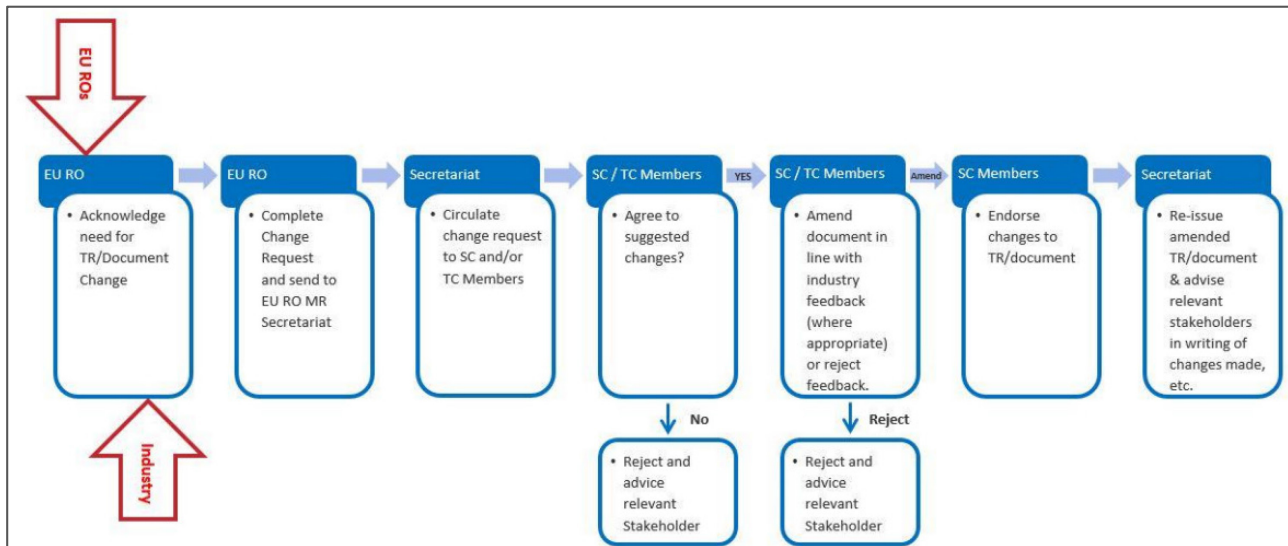 EU ROs
EU RO
• Acknowledge
need for
TR/Document
Change
EU RO
• Complete
Change
Request
and send to
EU RO MR
Secretariat
Secretariat
• Circulate
change request
to SC and/or
TC Members
SC / TC Members
• Agree to
suggested
changes?
YES
SC / TC Members
• Amend
document in
line with
industry
feedback
(where
appropriate)
or reject
feedback.
Amend
SC Members
• Endorse
changes to
TR/document
Secretariat
• Re-issue
amended
TR/document
& advise
relevant
stakeholders
in writing of
changes made,
etc.
Industry
No
• Reject and
advice
relevant
Stakeholder
Reject
• Reject and
advice
relevant
Stakeholder